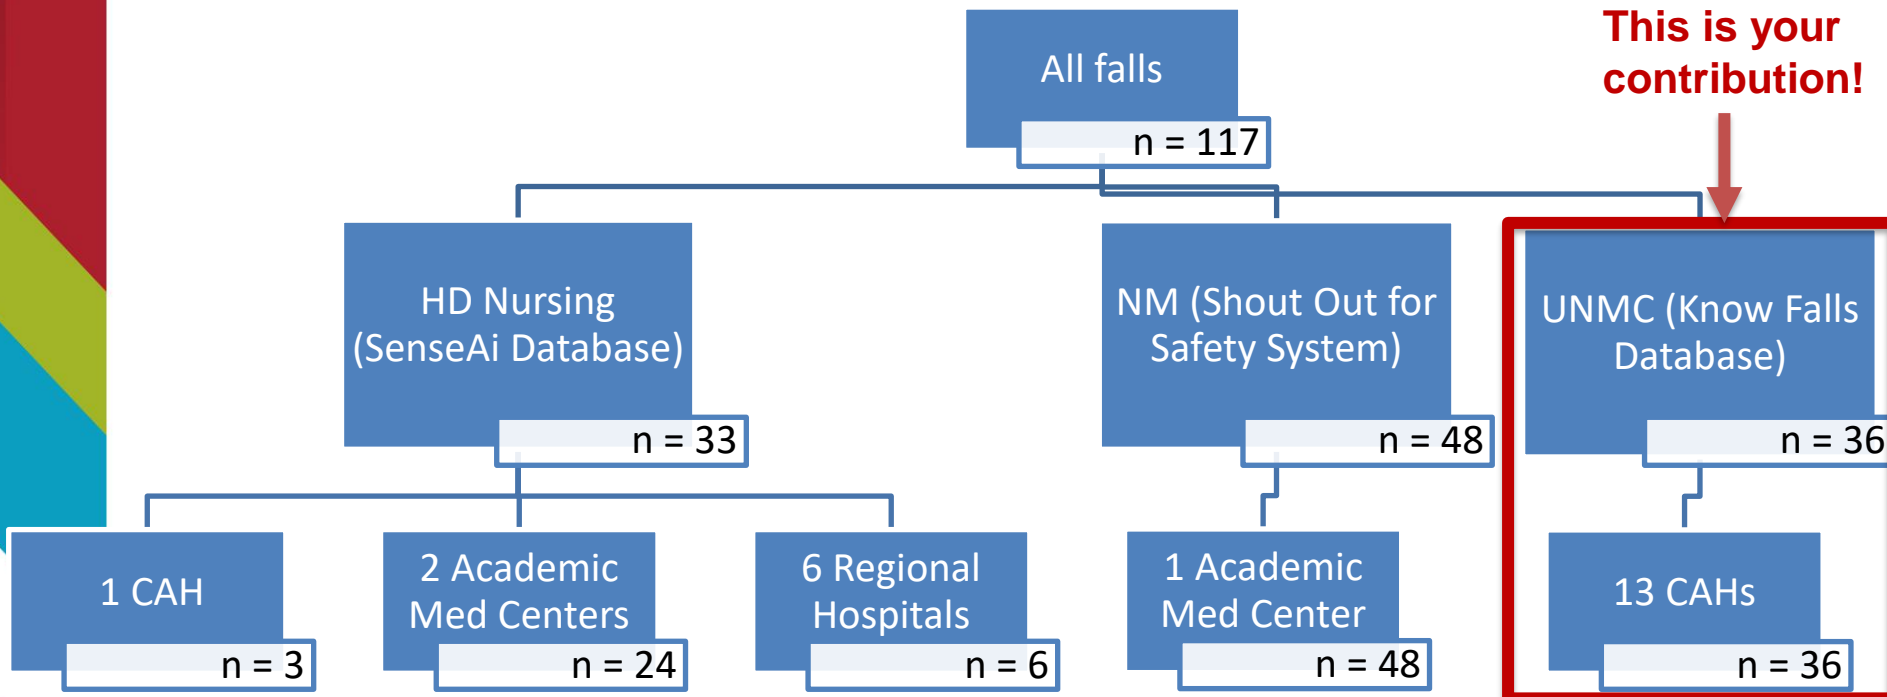 All falls
n = 117
This is your
contribution!
HD Nursing
(SenseAi Database)
n = 33
NM (Shout Out for
Safety System)
n = 48
UNMC (Know Falls
Database)
n = 36
1 CAH
n = 3
2 Academic
Med Centers
n = 24
6 Regional
Hospitals
n = 6
1 Academic
Med Center
n = 48
13 CAHs
n = 36